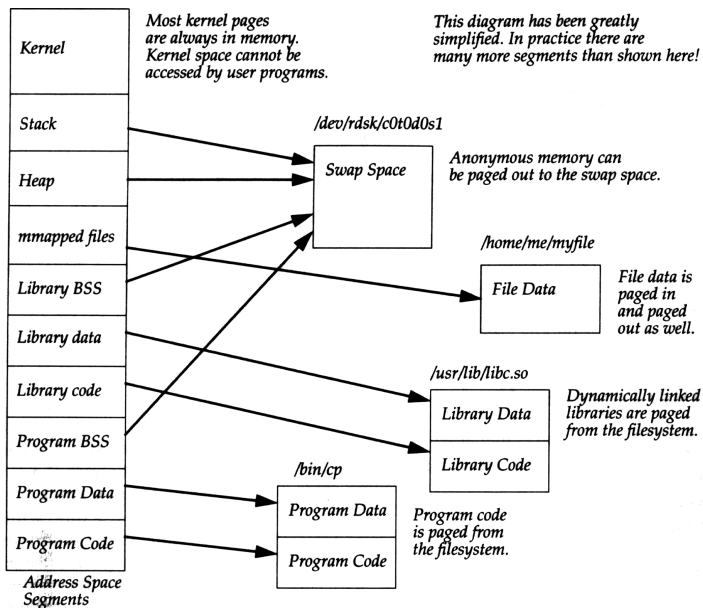 Kernel
Most kernel pages
are always in memory.
Kernel space cannot be
accessed by user programs.
This diagram has been greatly
simplified. In practice there are
many more segments than shown here!
Stack
Heap
mmapped files
Library BSS
Library data
Library code
Program BSS
Program Data
Program Code
Address Space
Segments
/dev/rdsk/c0t0d0s1
Swap Space
Anonymous memory can
be paged out to the swap space.
/home/me/myfile
File Data
File data is
paged in
and paged
out as well.
/usr/lib/libc.so
Library Data
Library Code
Dynamically linked
libraries are paged
from the filesystem.
/bin/cp
Program Data
Program Code
Program code
is paged from
the filesystem.